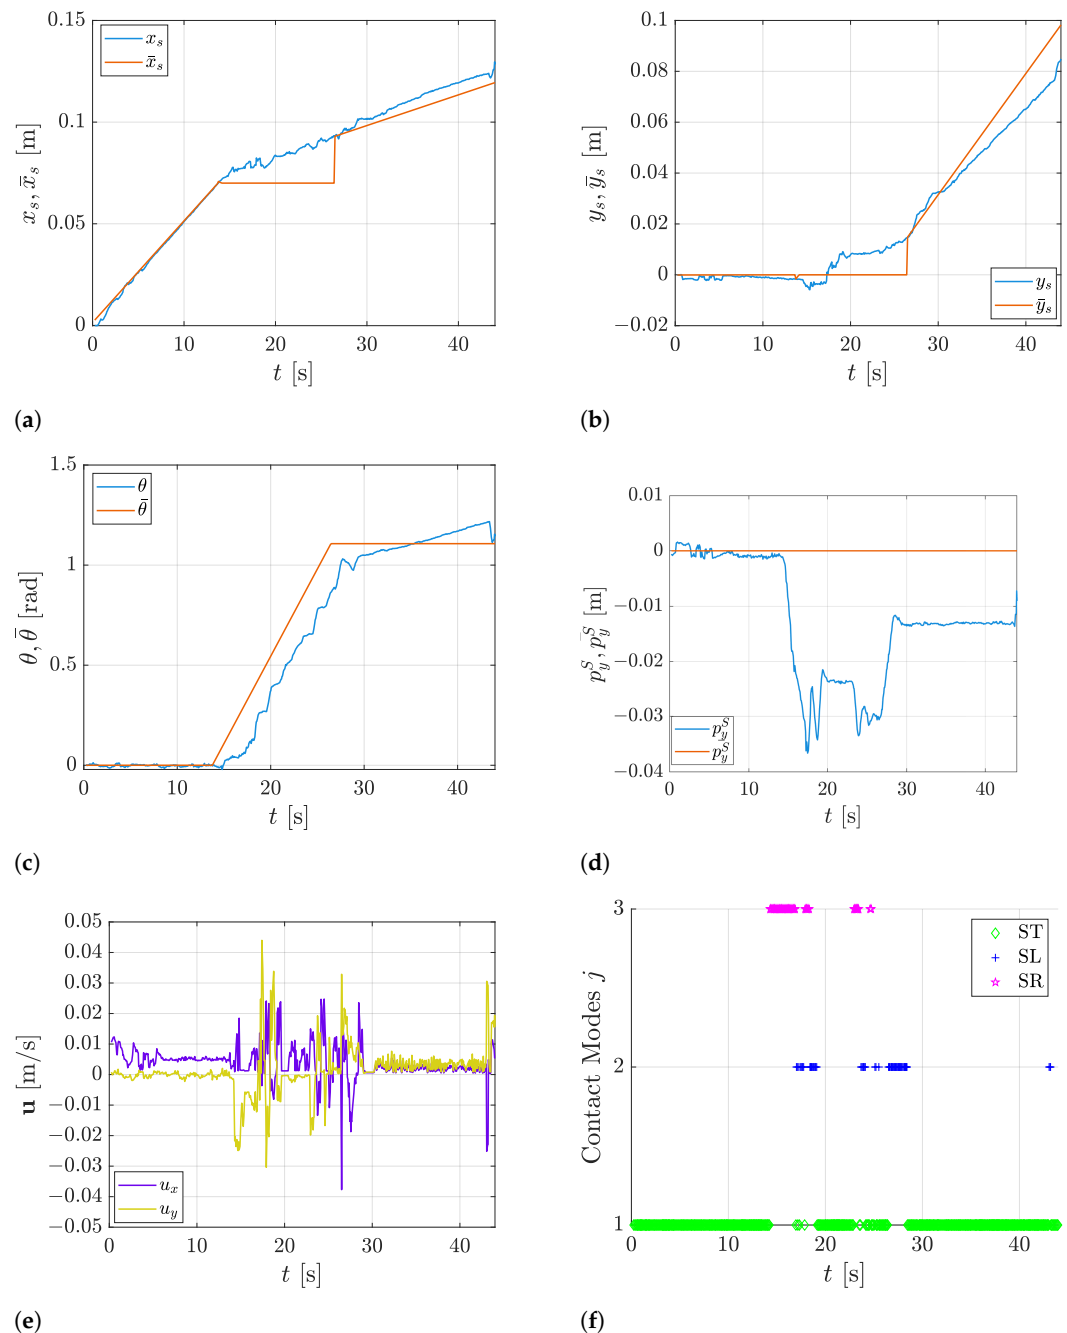 0.15
0.1
0.05
0
x_s
x̄_s
x_s, x̄_s [m]
0 10 20 30 40
t [s]
(a)
0.1
0.08
0.06
0.04
0.02
0
−0.02
y_s
ȳ_s
y_s, ȳ_s [m]
0 10 20 30 40
t [s]
(b)
1.5
1
0.5
0
θ
θ̄
θ, θ̄ [rad]
0 10 20 30 40
t [s]
(c)
0.01
0
−0.01
−0.02
−0.03
−0.04
p_y^S
p̄_y^S
p_y^S, p̄_y^S [m]
0 10 20 30 40
t [s]
(d)
0.05
0.04
0.03
0.02
0.01
0
−0.01
−0.02
−0.03
−0.04
−0.05
u_x
u_y
u [m/s]
0 10 20 30 40
t [s]
(e)
3
2
1
ST
SL
SR
Contact Modes j
0 10 20 30 40
t [s]
(f)